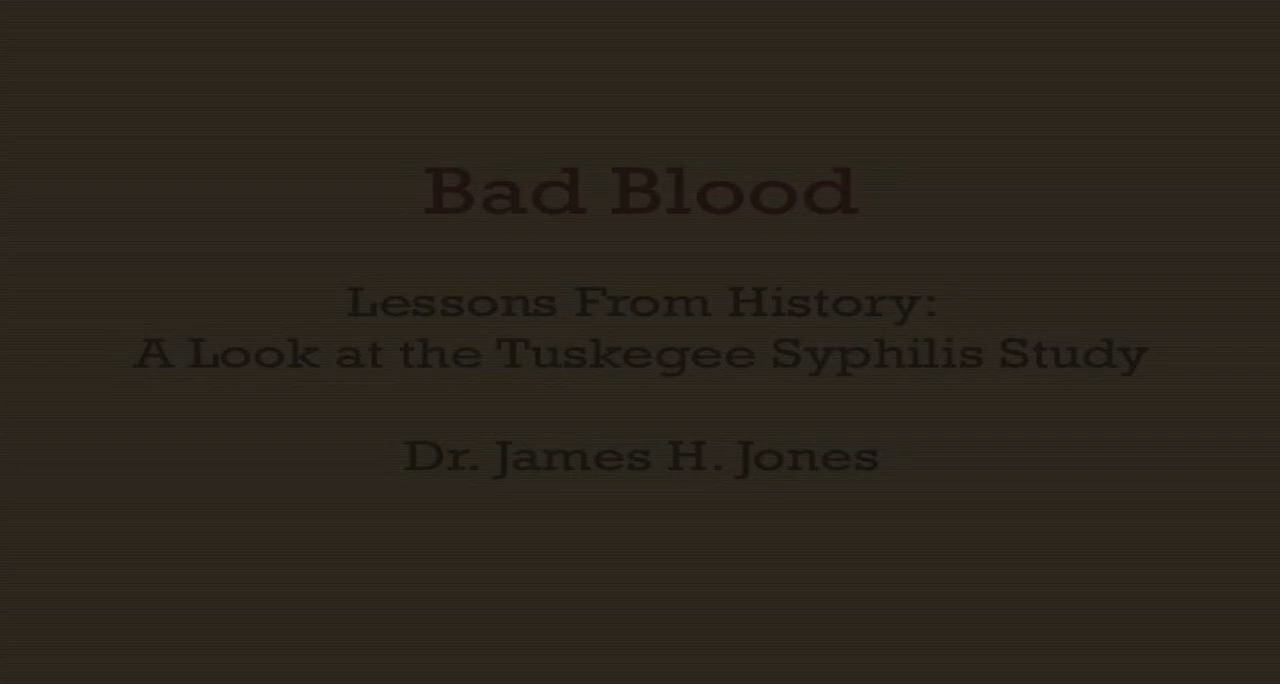 Bad Blood
Lessons From History:
A Look at the Tuskegee Syphilis Study
Dr. James H. Jones